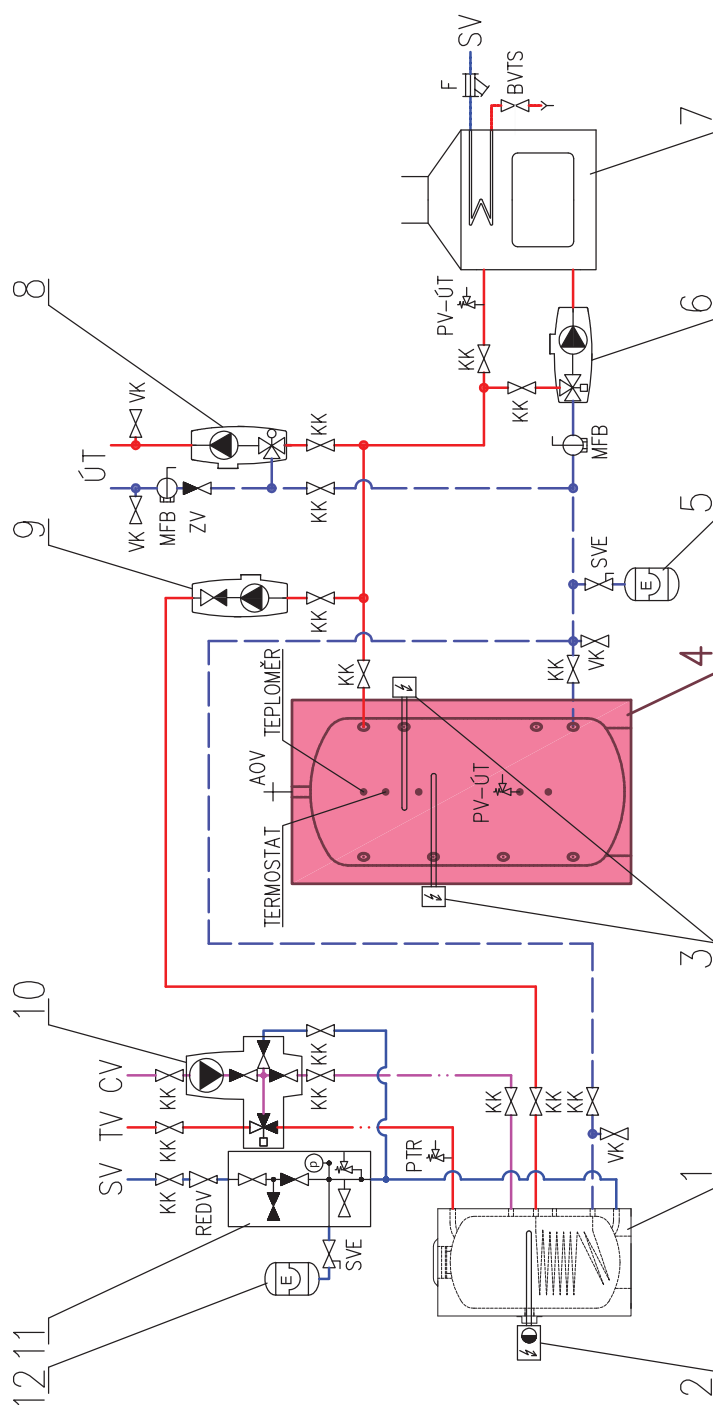 12 11 10 9 8
SV TV CV ÚT
VK VK
KK KK KK MFB
REDV ZV
AOV
TERMOSTAT TEPLOMĚR
E p KK KK KK KK KK
SVE KK
PTR PV-ÚT F SV
PV-ÚT KK
KK KK KK KK BVTS
KK MFB
VK VK SVE
E
2 1 3 4 5 6 7